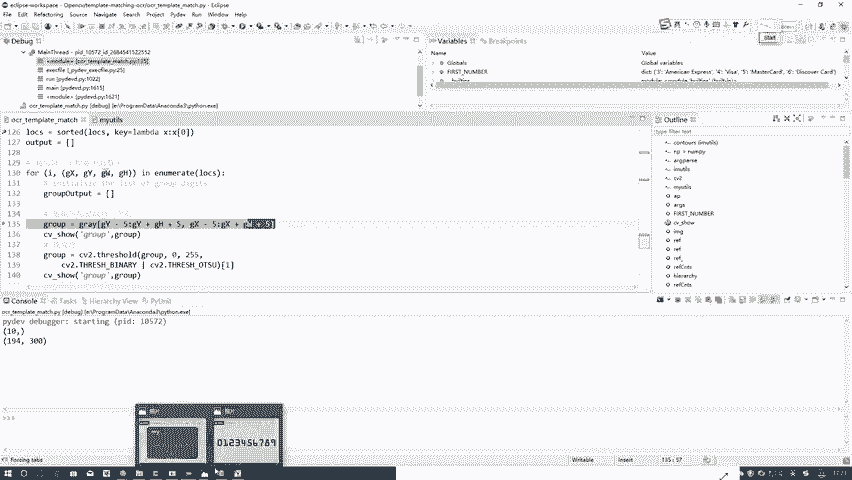 eclipse-workspace - Opencv/template-matching-ocr/ocr_template_match.py - Eclipse
File Edit Refactoring Source Navigate Search Project Pydev Run Window Help
Start
Debug
Variables Breakpoints
MainThread - pid_10572_id_2684541522552
<module> [ocr_template_match.py:135]
execfile [_pydev_execfile.py:25]
run [pydevd.py:1022]
main [pydevd.py:1615]
<module> [pydevd.py:1621]
ocr_template_match.py [debug] [e:\ProgramData\Anaconda3\python.exe]
Name Value
Globals Global variables
FIRST_NUMBER dict: {'3': 'American Express', '4': 'Visa', '5': 'MasterCard', '6': 'Discover Card'}
ocr_template_match myutils
126 locs = sorted(locs, key=lambda x:x[0])
127 output = []
128
129
130 for (i, (gX, gY, gW, gH)) in enumerate(locs):
131 # initialize the list of group digits
132 groupOutput = []
133
134
135 group = gray[gY - 5:gY + gH + 5, gX - 5:gX + gW + 5]
136 cv_show('group',group)
137
138 group = cv2.threshold(group, 0, 255,
139 cv2.THRESH_BINARY | cv2.THRESH_OTSU)[1]
140 cv_show('group',group)
Outline
type filter text
contours (imutils)
np = numpy
argparse
imutils
cv2
myutils
ap
args
FIRST_NUMBER
cv_show
img
ref
ref
ref_
refCnts
hierarchy
refCnts
Console Tasks Hierarchy View PyUnit
ocr_template_match.py [debug] [e:\ProgramData\Anaconda3\python.exe]
pydev debugger: starting (pid: 10572)
(10,)
(194, 300)
>>>
0123456789
Forcing tabs
Writable Insert 135 : 57